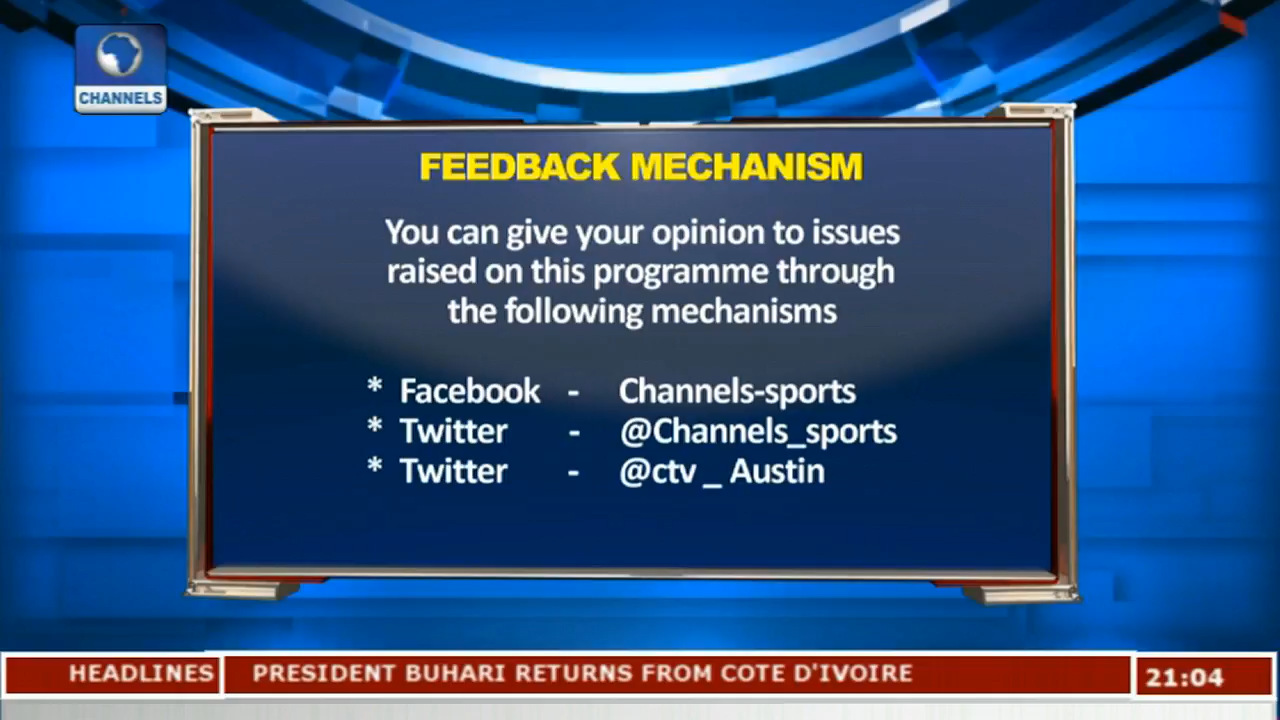 CHANNELS
FEEDBACK MECHANISM
You can give your opinion to issues
raised on this programme through
the following mechanisms
* Facebook - Channels-sports
* Twitter - @Channels_sports
* Twitter - @ctv _ Austin
HEADLINES PRESIDENT BUHARI RETURNS FROM COTE D'IVOIRE 21:04